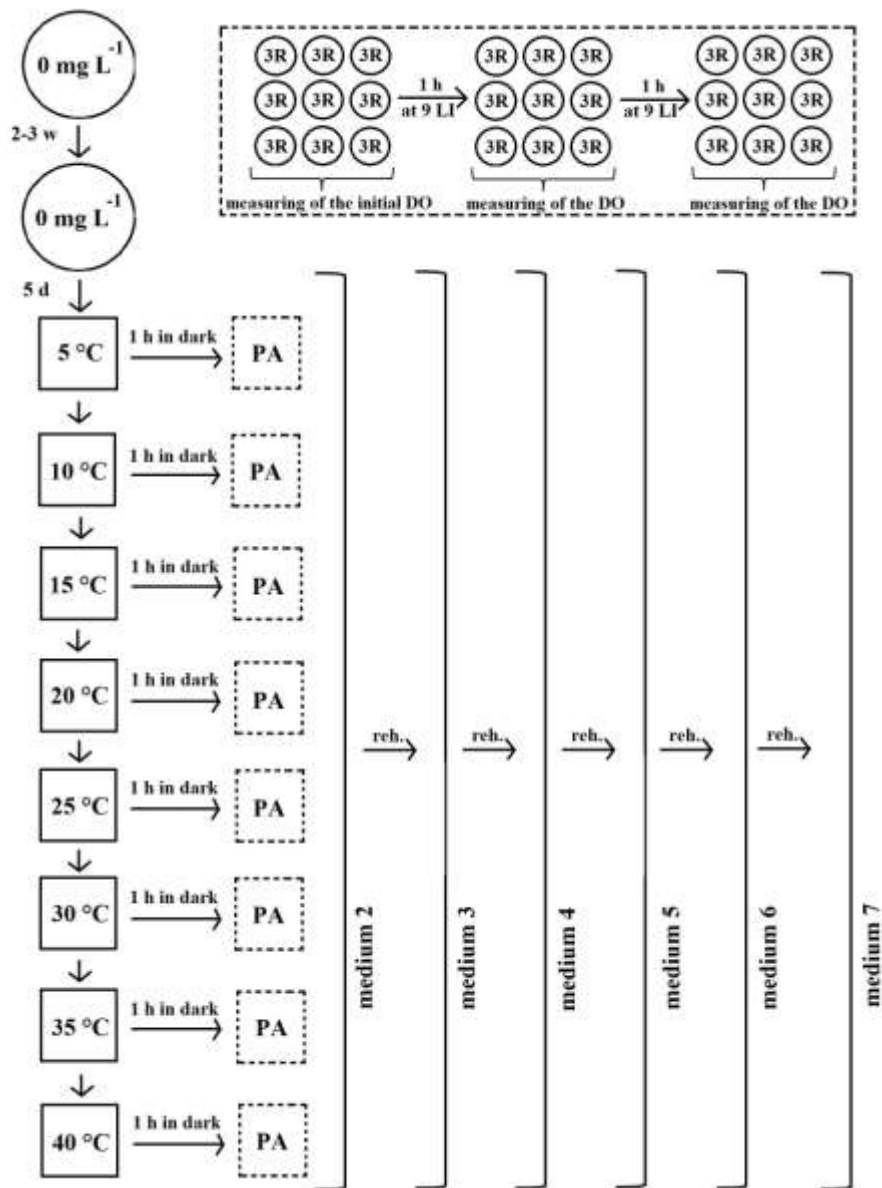 0 mg L-1
2-3 w
0 mg L-1
5 d
3R 3R 3R
3R 3R 3R
3R 3R 3R
measuring of the initial DO
1 h
at 9 LI
3R 3R 3R
3R 3R 3R
3R 3R 3R
measuring of the DO
1 h
at 9 LI
3R 3R 3R
3R 3R 3R
3R 3R 3R
measuring of the DO
5 °C
1 h in dark
PA
10 °C
1 h in dark
PA
15 °C
1 h in dark
PA
20 °C
1 h in dark
PA
25 °C
1 h in dark
PA
30 °C
1 h in dark
PA
35 °C
1 h in dark
PA
40 °C
1 h in dark
PA
medium 2
reh..
medium 3
reh..
medium 4
reh..
medium 5
reh..
medium 6
reh..
medium 7